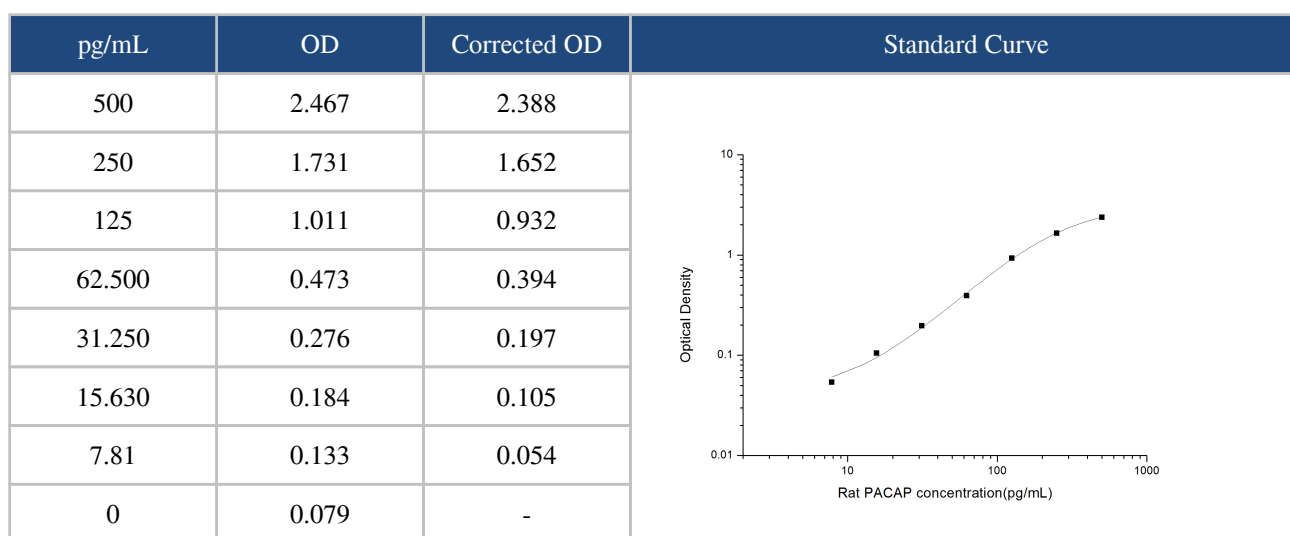 pg/mL OD Corrected OD Standard Curve
500 2.467 2.388
250 1.731 1.652
125 1.011 0.932
62.500 0.473 0.394
31.250 0.276 0.197
15.630 0.184 0.105
7.81 0.133 0.054
0 0.079 -
10
1
0.1
0.01
Optical Density
10 100 1000
Rat PACAP concentration(pg/mL)